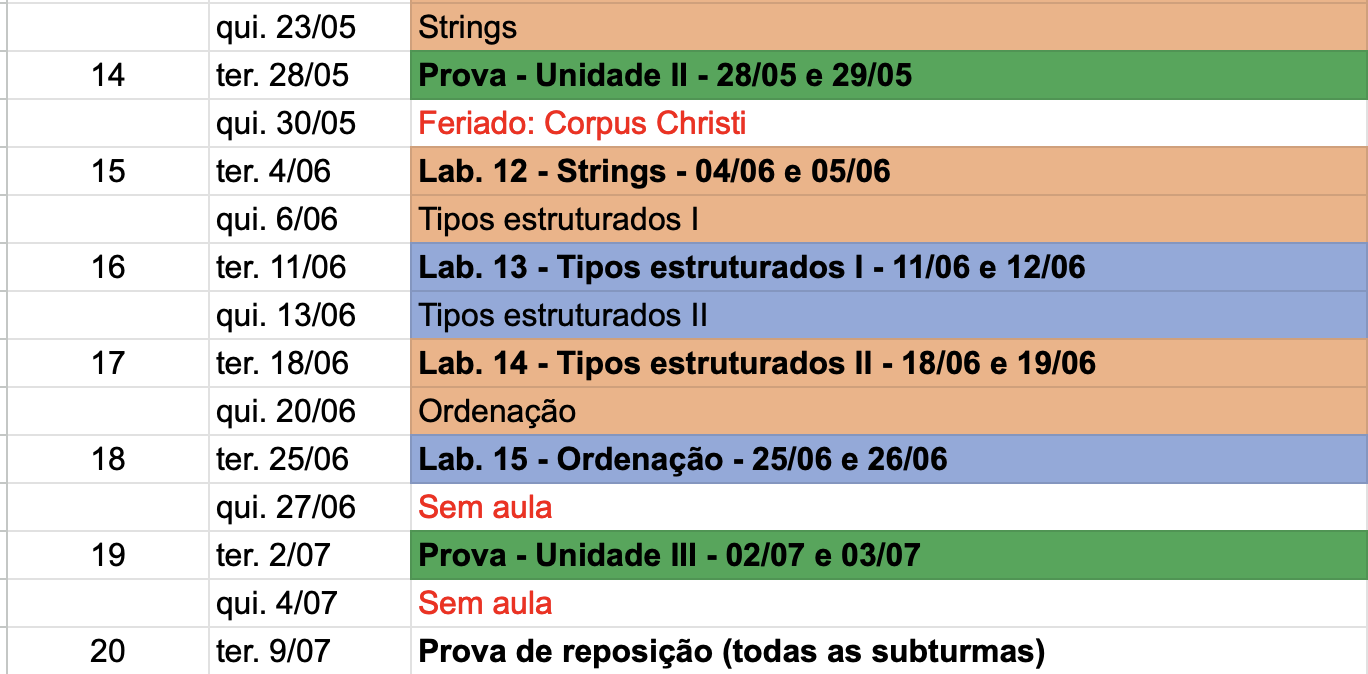 qui. 23/05 Strings
14 ter. 28/05 Prova - Unidade II - 28/05 e 29/05
qui. 30/05 Feriado: Corpus Christi
15 ter. 4/06 Lab. 12 - Strings - 04/06 e 05/06
qui. 6/06 Tipos estruturados I
16 ter. 11/06 Lab. 13 - Tipos estruturados I - 11/06 e 12/06
qui. 13/06 Tipos estruturados II
17 ter. 18/06 Lab. 14 - Tipos estruturados II - 18/06 e 19/06
qui. 20/06 Ordenação
18 ter. 25/06 Lab. 15 - Ordenação - 25/06 e 26/06
qui. 27/06 Sem aula
19 ter. 2/07 Prova - Unidade III - 02/07 e 03/07
qui. 4/07 Sem aula
20 ter. 9/07 Prova de reposição (todas as subturmas)